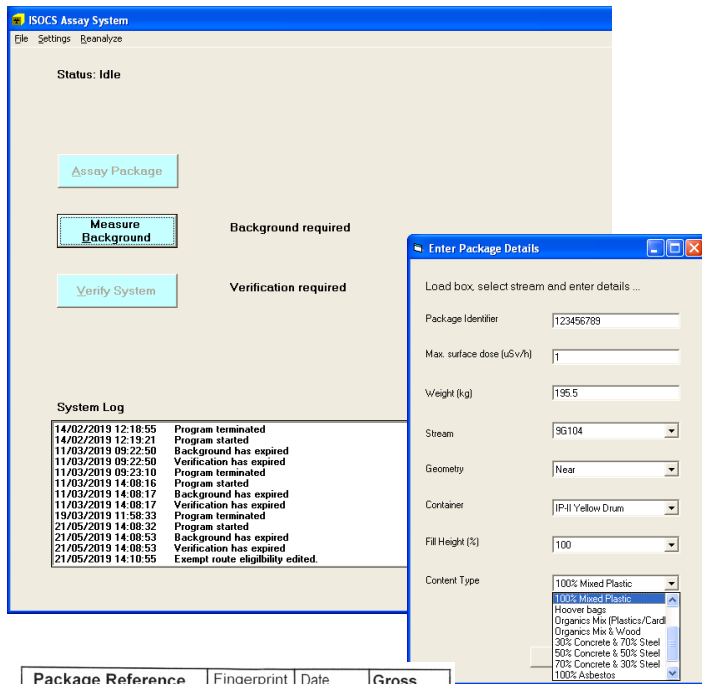 ISOCS Assay System
File Settings Reanalyze
Status: Idle
Assay Package
Measure
Background
Background required
Verify System
Verification required
System Log
14/02/2019 12:18:55 Program terminated
14/02/2019 12:19:21 Program started
11/03/2019 09:22:50 Background has expired
11/03/2019 09:22:50 Verification has expired
11/03/2019 09:23:10 Program terminated
11/03/2019 14:08:16 Program started
11/03/2019 14:08:17 Background has expired
11/03/2019 14:08:17 Verification has expired
19/03/2019 11:58:33 Program terminated
21/05/2019 14:08:32 Program started
21/05/2019 14:08:53 Background has expired
21/05/2019 14:08:53 Verification has expired
21/05/2019 14:10:55 Exempt route eligilbility edited.
Enter Package Details
Load box, select stream and enter details ...
Package Identifier 123456789
Max. surface dose (uSv/h) 1
Weight (kg) 195.5
Stream 9G104
Geometry Near
Container IP-II Yellow Drum
Fill Height (%) 100
Content Type 100% Mixed Plastic
100% Mixed Plastic
Hoover bags
Organics Mix (Plastics/Cardl
Organics Mix & Wood
30% Concrete & 70% Steel
50% Concrete & 50% Steel
70% Concrete & 30% Steel
100% Asbestos
Package Reference Fingerprint Date Gross